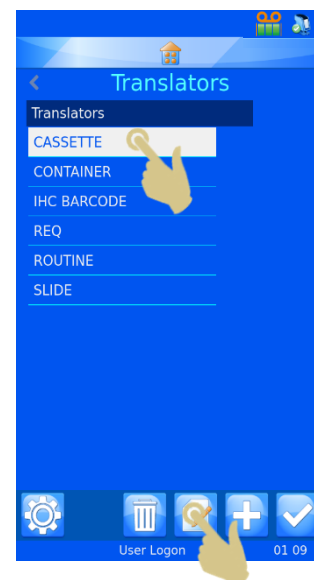 Translators
Translators
CASSETTE
CONTAINER
IHC BARCODE
REQ
ROUTINE
SLIDE
User Logon 01 09